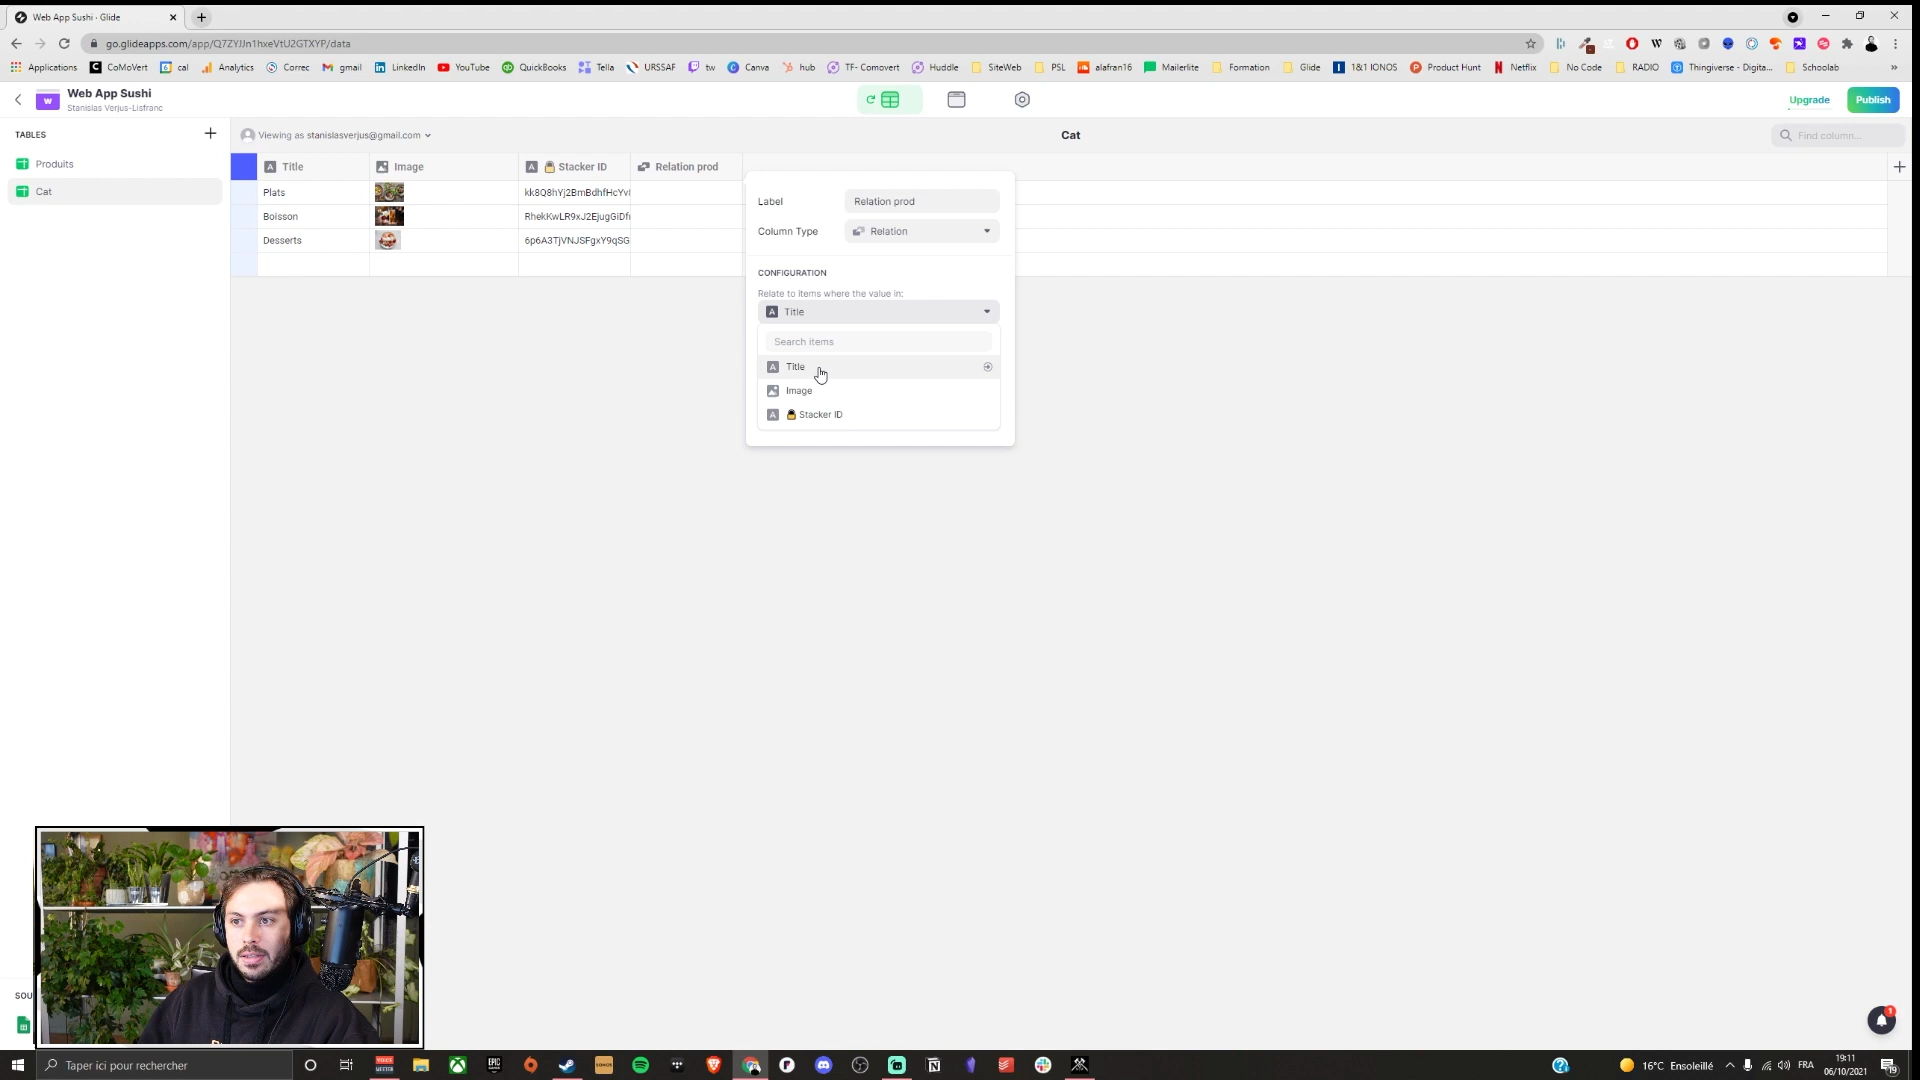 Web App Sushi · Glide
go.glideapps.com/app/Q7ZYJJn1hxeVtU2GTXYP/data
Applications CoMoVert cal Analytics Correc gmail LinkedIn YouTube QuickBooks Tella URSSAF tw Canva hub TF- Comovert Huddle SiteWeb PSL alafran16 Mailerlite Formation Glide 1&1 IONOS Product Hunt Netflix No Code RADIO Thingiverse - Digita... Schoolab »
W Web App Sushi
Stanislas Verjus-Lisfranc
Upgrade Publish
TABLES
Viewing as stanislasverjus@gmail.com
Cat
Find column...
Produits
Cat
Title Image Stacker ID Relation prod
Plats kk8Q8hYj2BmBdhfHcYv
Boisson RhekKwLR9xJ2EjugGiDf
Desserts 6p6A3TjVNJSFgxY9qSG
Label Relation prod
Column Type Relation
CONFIGURATION
Relate to items where the value in:
Title
Search items
Title
Image
Stacker ID
SOU
1
Taper ici pour rechercher
16°C Ensoleillé FRA
19:11
06/10/2021
19